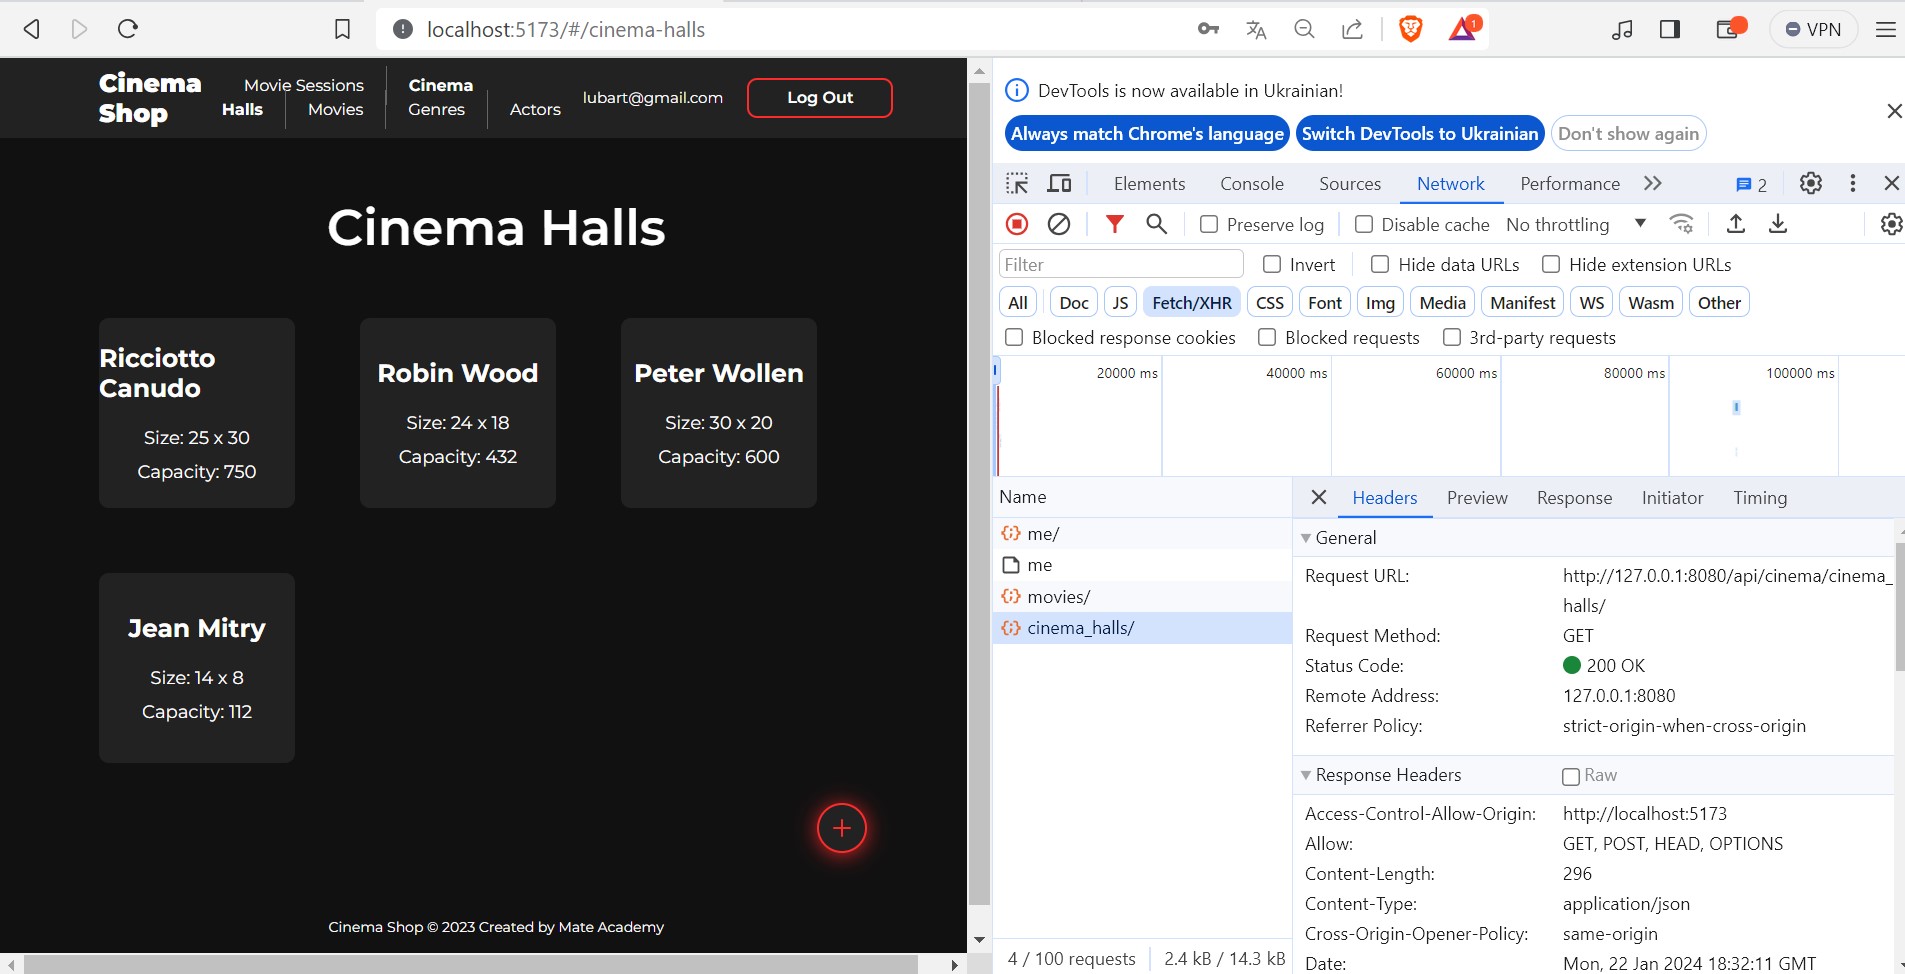 localhost:5173/#/cinema-halls
1
VPN
Cinema Shop
Movie Sessions
Cinema Halls
Movies
Genres
Actors
lubart@gmail.com
Log Out
Cinema Halls
Ricciotto
Canudo
Size: 25 x 30
Capacity: 750
Robin Wood
Size: 24 x 18
Capacity: 432
Peter Wollen
Size: 30 x 20
Capacity: 600
Jean Mitry
Size: 14 x 8
Capacity: 112
+
Cinema Shop © 2023 Created by Mate Academy
DevTools is now available in Ukrainian!
Always match Chrome's language
Switch DevTools to Ukrainian
Don't show again
Elements
Console
Sources
Network
Performance
2
Preserve log
Disable cache
No throttling
Filter
Invert
Hide data URLs
Hide extension URLs
All
Doc
JS
Fetch/XHR
CSS
Font
Img
Media
Manifest
WS
Wasm
Other
Blocked response cookies
Blocked requests
3rd-party requests
20000 ms
40000 ms
60000 ms
80000 ms
100000 ms
Name
me/
me
movies/
cinema_halls/
4 / 100 requests
2.4 kB / 14.3 kB
Headers
Preview
Response
Initiator
Timing
General
Request URL:
http://127.0.0.1:8080/api/cinema/cinema_
halls/
Request Method:
GET
Status Code:
200 OK
Remote Address:
127.0.0.1:8080
Referrer Policy:
strict-origin-when-cross-origin
Response Headers
Raw
Access-Control-Allow-Origin:
http://localhost:5173
Allow:
GET, POST, HEAD, OPTIONS
Content-Length:
296
Content-Type:
application/json
Cross-Origin-Opener-Policy:
same-origin
Date:
Mon, 22 Jan 2024 18:32:11 GMT